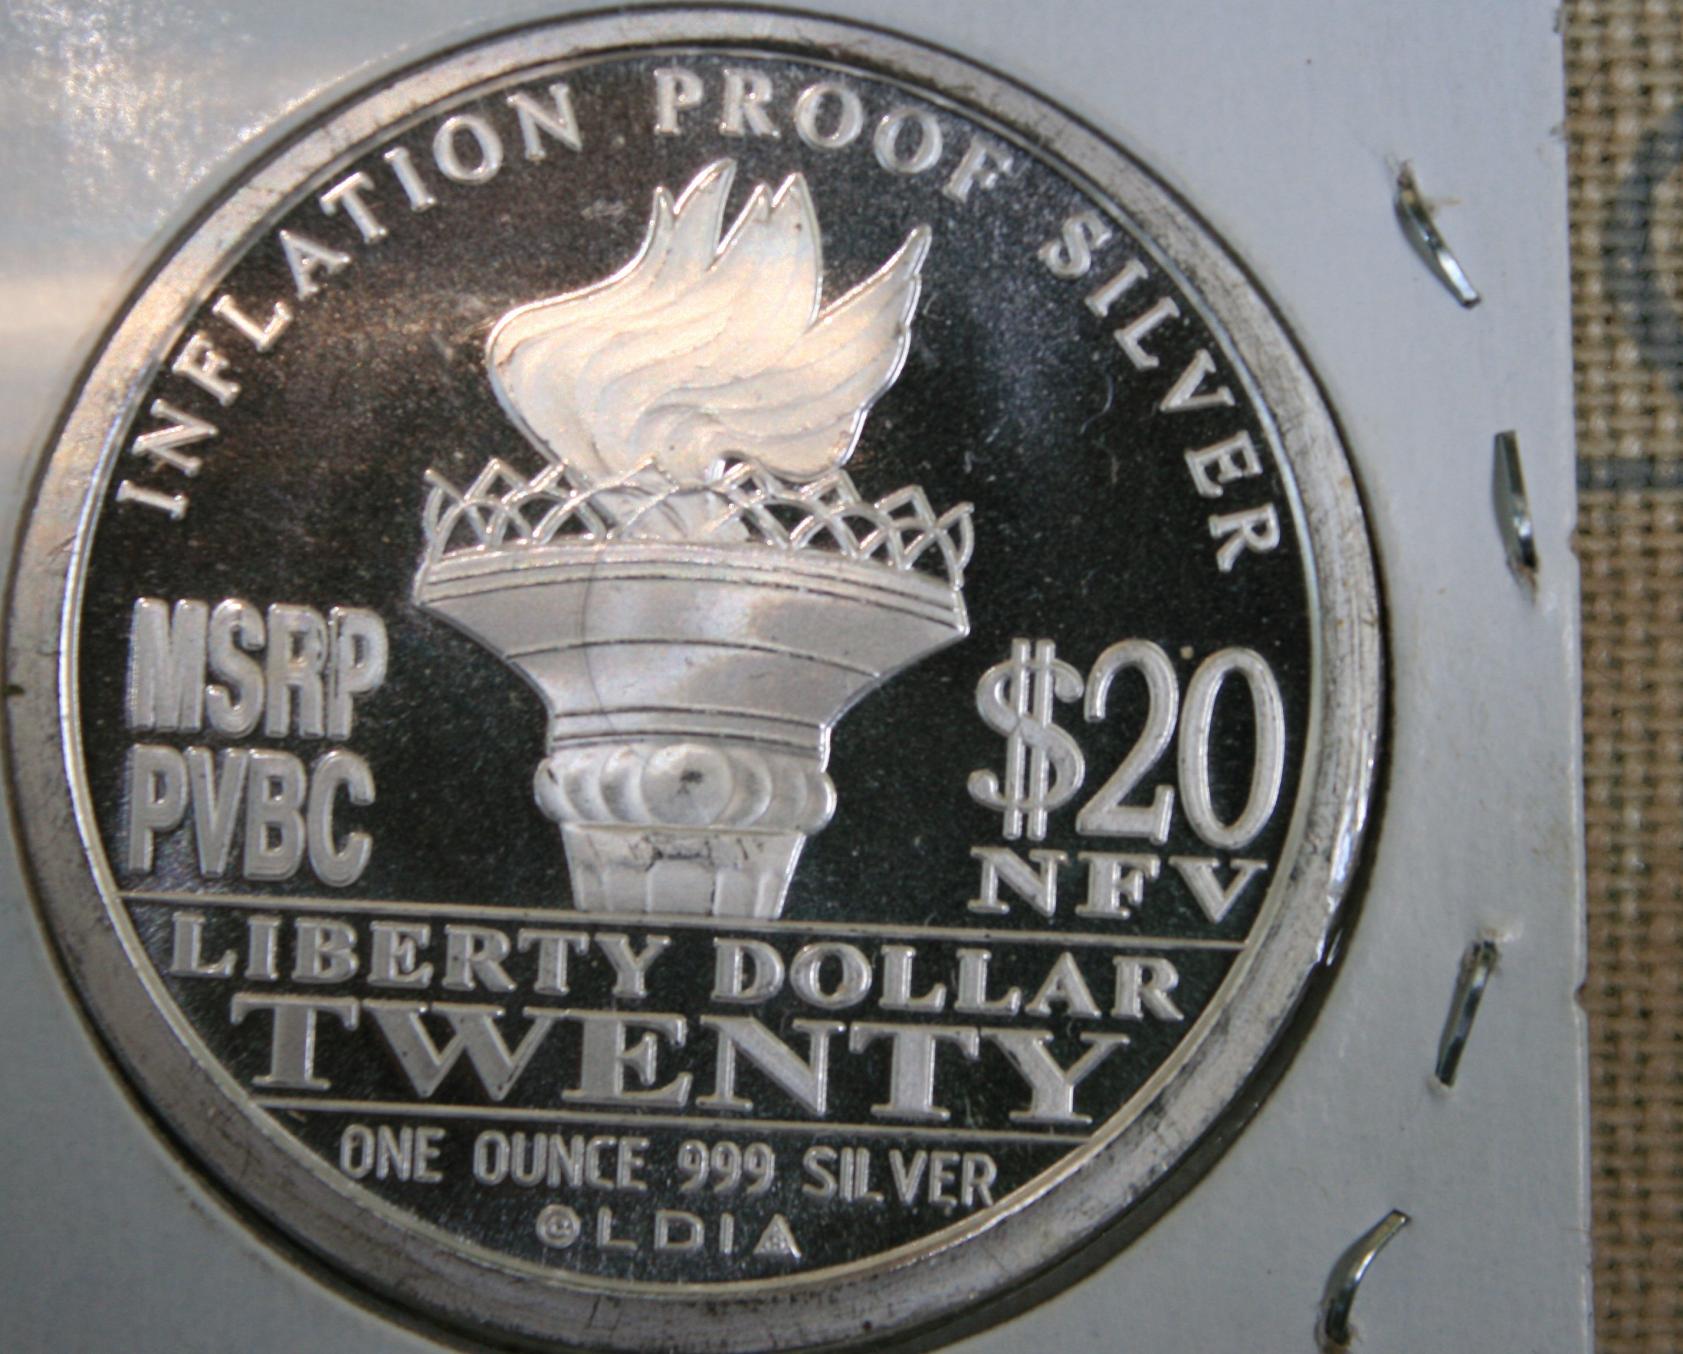 INFLATION PROOF SILVER
MSRP
PVBC
$20
NFV
LIBERTY DOLLAR
TWENTY
ONE OUNCE 999 SILVER
© LDIA